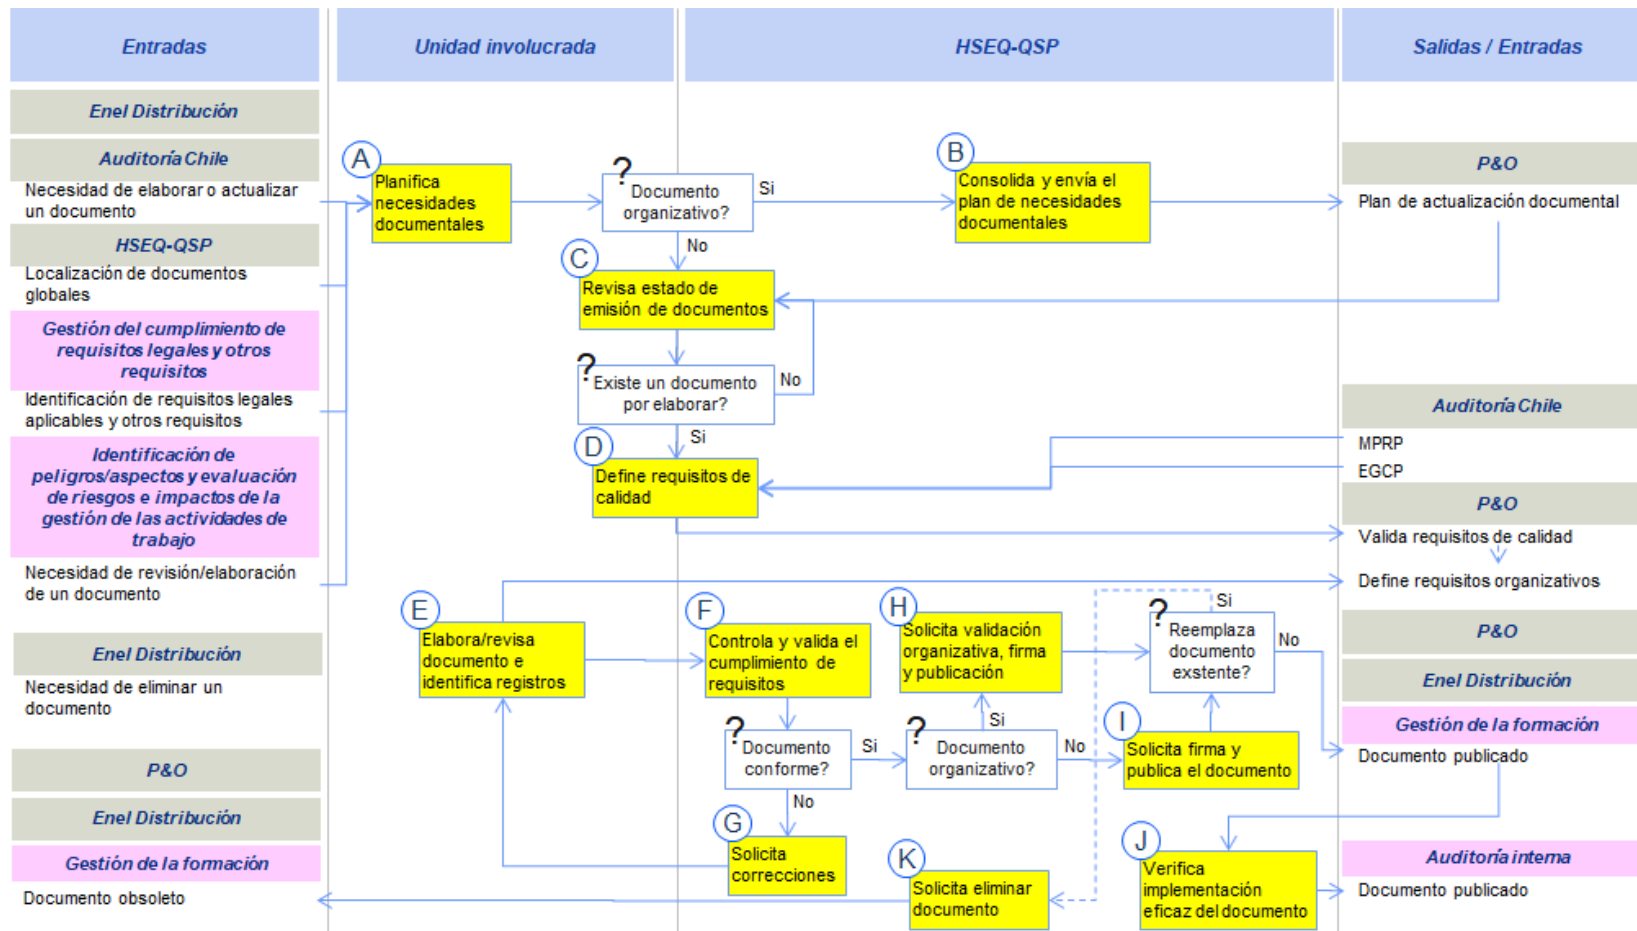 Entradas
Unidad involucrada
HSEQ-QSP
Salidas / Entradas
Enel Distribución
Auditoría Chile
Necesidad de elaborar o actualizar
un documento
HSEQ-QSP
Localización de documentos
globales
Gestión del cumplimiento de
requisitos legales y otros
requisitos
Identificación de requisitos legales
aplicables y otros requisitos
Identificación de
peligros/aspectos y evaluación
de riesgos e impactos de la
gestión de las actividades de
trabajo
Necesidad de revisión/elaboración
de un documento
Enel Distribución
Necesidad de eliminar un
documento
P&O
Enel Distribución
Gestión de la formación
Documento obsoleto
A
Planifica
necesidades
documentales
?
Documento
organizativo?
Si
No
B
Consolida y envía el
plan de necesidades
documentales
P&O
Plan de actualización documental
C
Revisa estado de
emisión de documentos
?
Existe un documento
por elaborar?
No
Si
D
Define requisitos de
calidad
Auditoría Chile
MPRP
EGCP
P&O
Valida requisitos de calidad
Define requisitos organizativos
E
Elabora/revisa
documento e
identifica registros
F
Controla y valida el
cumplimiento de
requisitos
?
Documento
conforme?
Si
No
G
Solicita
correcciones
?
Documento
organizativo?
Si
No
H
Solicita validación
organizativa, firma
y publicación
I
Solicita firma y
publica el documento
?
Reemplaza
documento
exstente?
Si
No
P&O
Enel Distribución
Gestión de la formación
Documento publicado
K
Solicita eliminar
documento
J
Verifica
implementación
eficaz del documento
Auditoría interna
Documento publicado